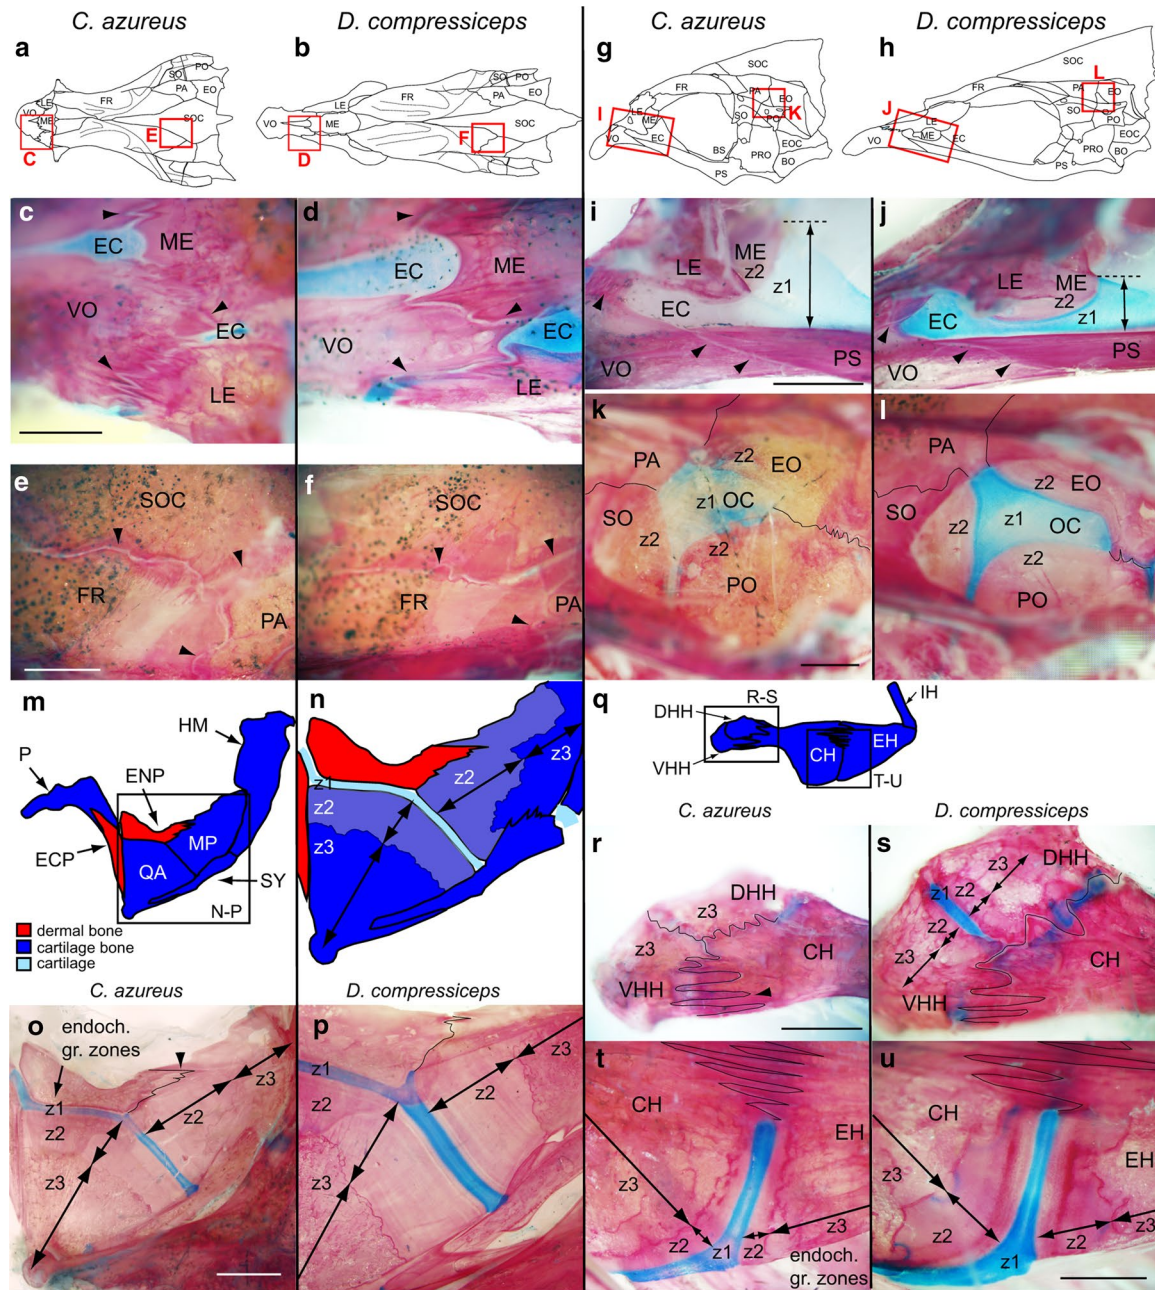 C. azureus
D. compressiceps
C. azureus
D. compressiceps
a
LE
VO
ME
C
FR
SO
PO
PA
EO
SOC
E
b
LE
VO
ME
D
FR
SO
PO
PA
EO
SOC
F
g
SOC
FR
PA
EO
K
I
LE
ME
VO
EC
SO
PO
BS
PRO
EOC
BO
PS
h
SOC
L
PA
EO
FR
J
LE
ME
VO
EC
SO
PO
EOC
PRO
BS
BO
PS
c
EC
ME
VO
EC
LE
d
EC
ME
VO
EC
LE
i
ME
LE
z2
z1
EC
VO
PS
j
LE
ME
z2
EC
z1
PS
VO
e
SOC
FR
PA
f
SOC
FR
PA
k
PA
z2
EO
z1
OC
SO
z2
z2
PO
l
PA
z2
EO
z2
z1
OC
SO
z2
PO
m
HM
P
ENP
MP
ECP
QA
SY
N-P
dermal bone
cartilage bone
cartilage
n
z3
z2
z1
z2
z3
q
R-S
IH
DHH
EH
CH
VHH
T-U
C. azureus
D. compressiceps
r
DHH
z3
z3
CH
VHH
s
z3
DHH
z1
z2
z2
z3
CH
VHH
C. azureus
D. compressiceps
o
endoch.
gr. zones
z3
z1
z2
z2
z3
p
z3
z1
z2
z2
z3
t
CH
EH
z3
z3
z2
z1
z2
endoch.
gr. zones
u
CH
EH
z3
z3
z2
z2
z1